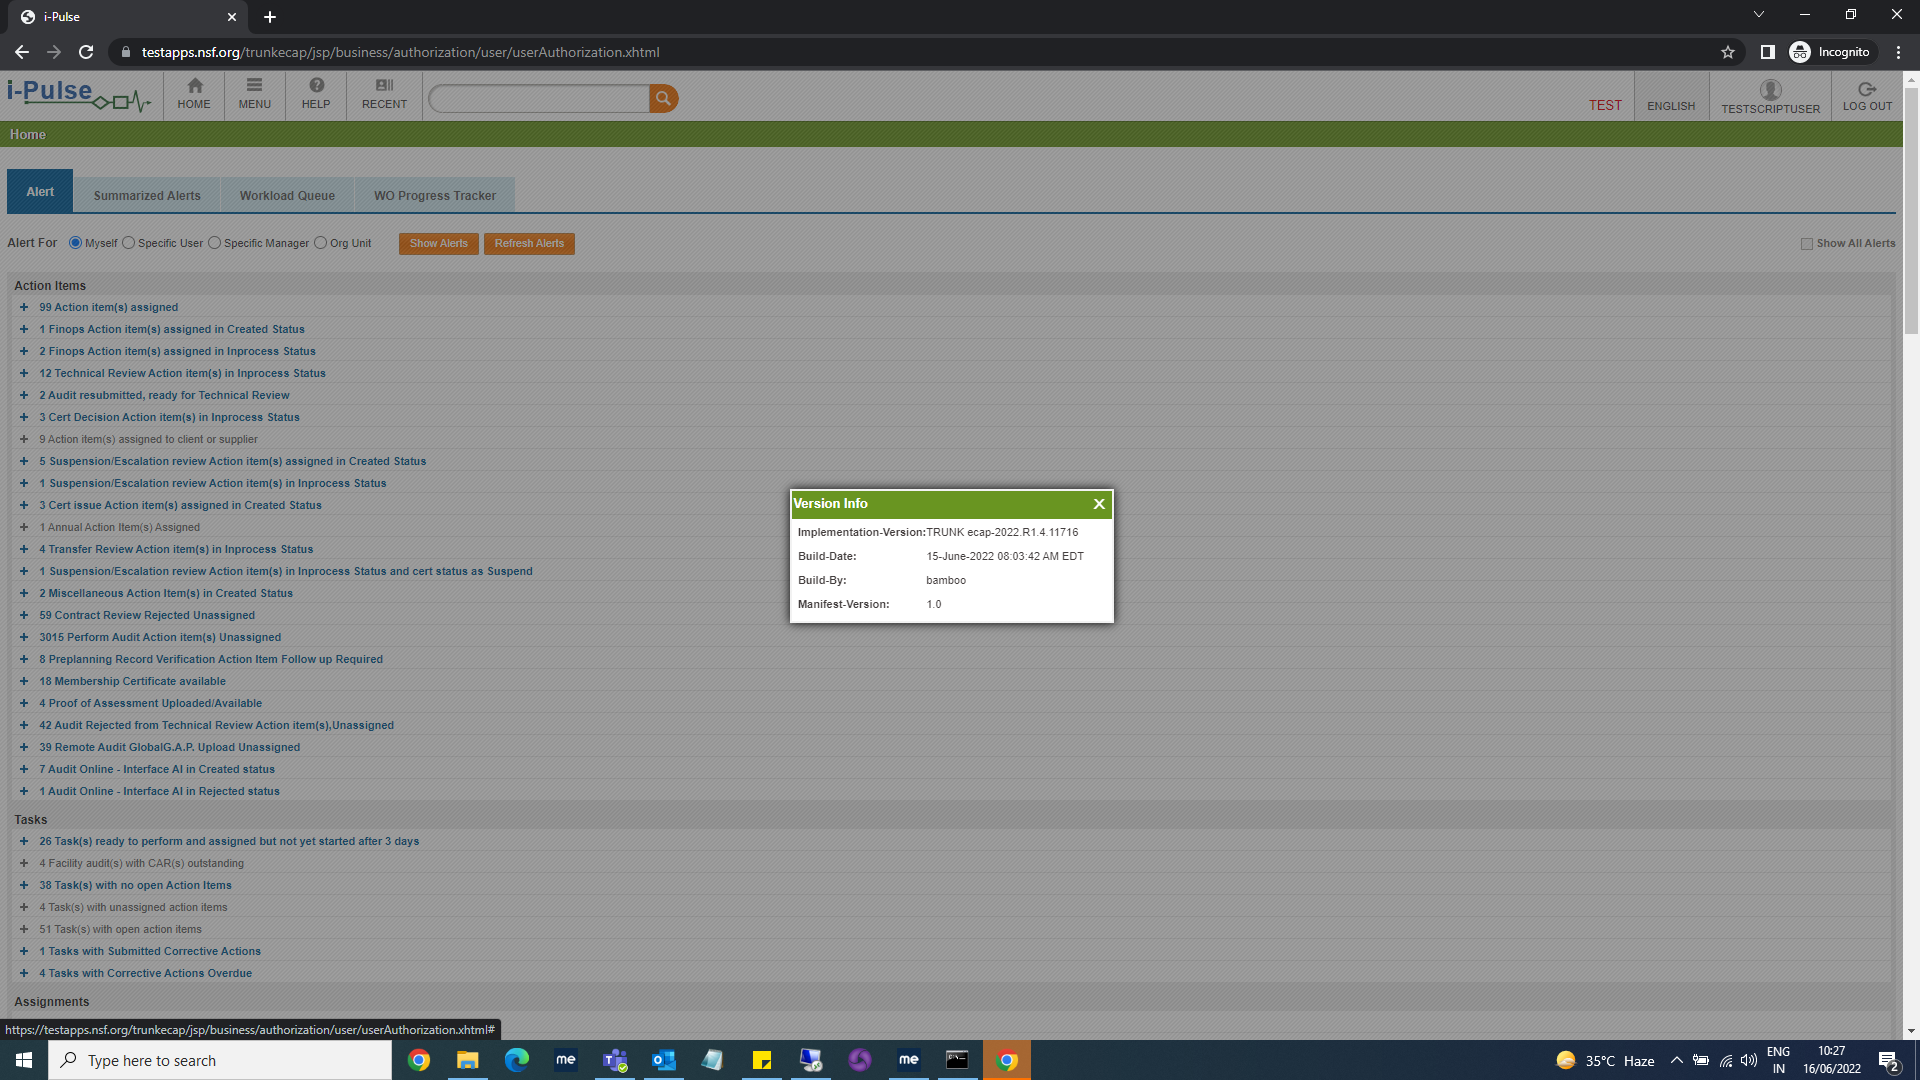 i-Pulse
testapps.nsf.org/trunkecap/jsp/business/authorization/user/userAuthorization.xhtml
Incognito
i-Pulse
HOME
MENU
HELP
RECENT
TEST
ENGLISH
TESTSCRIPTUSER
LOG OUT
Home
Alert
Summarized Alerts
Workload Queue
WO Progress Tracker
Alert For Myself Specific User Specific Manager Org Unit Show Alerts Refresh Alerts Show All Alerts
Action Items
99 Action item(s) assigned
1 Finops Action item(s) assigned in Created Status
2 Finops Action item(s) assigned in Inprocess Status
12 Technical Review Action item(s) in Inprocess Status
2 Audit resubmitted, ready for Technical Review
3 Cert Decision Action item(s) in Inprocess Status
9 Action item(s) assigned to client or supplier
5 Suspension/Escalation review Action item(s) assigned in Created Status
1 Suspension/Escalation review Action item(s) in Inprocess Status
3 Cert issue Action item(s) assigned in Created Status
1 Annual Action Item(s) Assigned
4 Transfer Review Action item(s) in Inprocess Status
1 Suspension/Escalation review Action item(s) in Inprocess Status and cert status as Suspend
2 Miscellaneous Action Item(s) in Created Status
59 Contract Review Rejected Unassigned
3015 Perform Audit Action item(s) Unassigned
8 Preplanning Record Verification Action Item Follow up Required
18 Membership Certificate available
4 Proof of Assessment Uploaded/Available
42 Audit Rejected from Technical Review Action item(s),Unassigned
39 Remote Audit GlobalG.A.P. Upload Unassigned
7 Audit Online - Interface AI in Created status
1 Audit Online - Interface AI in Rejected status
Tasks
26 Task(s) ready to perform and assigned but not yet started after 3 days
4 Facility audit(s) with CAR(s) outstanding
38 Task(s) with no open Action Items
4 Task(s) with unassigned action items
51 Task(s) with open action items
1 Tasks with Submitted Corrective Actions
4 Tasks with Corrective Actions Overdue
Assignments
Version Info X
Implementation-Version:TRUNK ecap-2022.R1.4.11716
Build-Date: 15-June-2022 08:03:42 AM EDT
Build-By: bamboo
Manifest-Version: 1.0
https://testapps.nsf.org/trunkecap/jsp/business/authorization/user/userAuthorization.xhtml#
Type here to search
me
me
35°C Haze
ENG
IN
10:27
16/06/2022
2